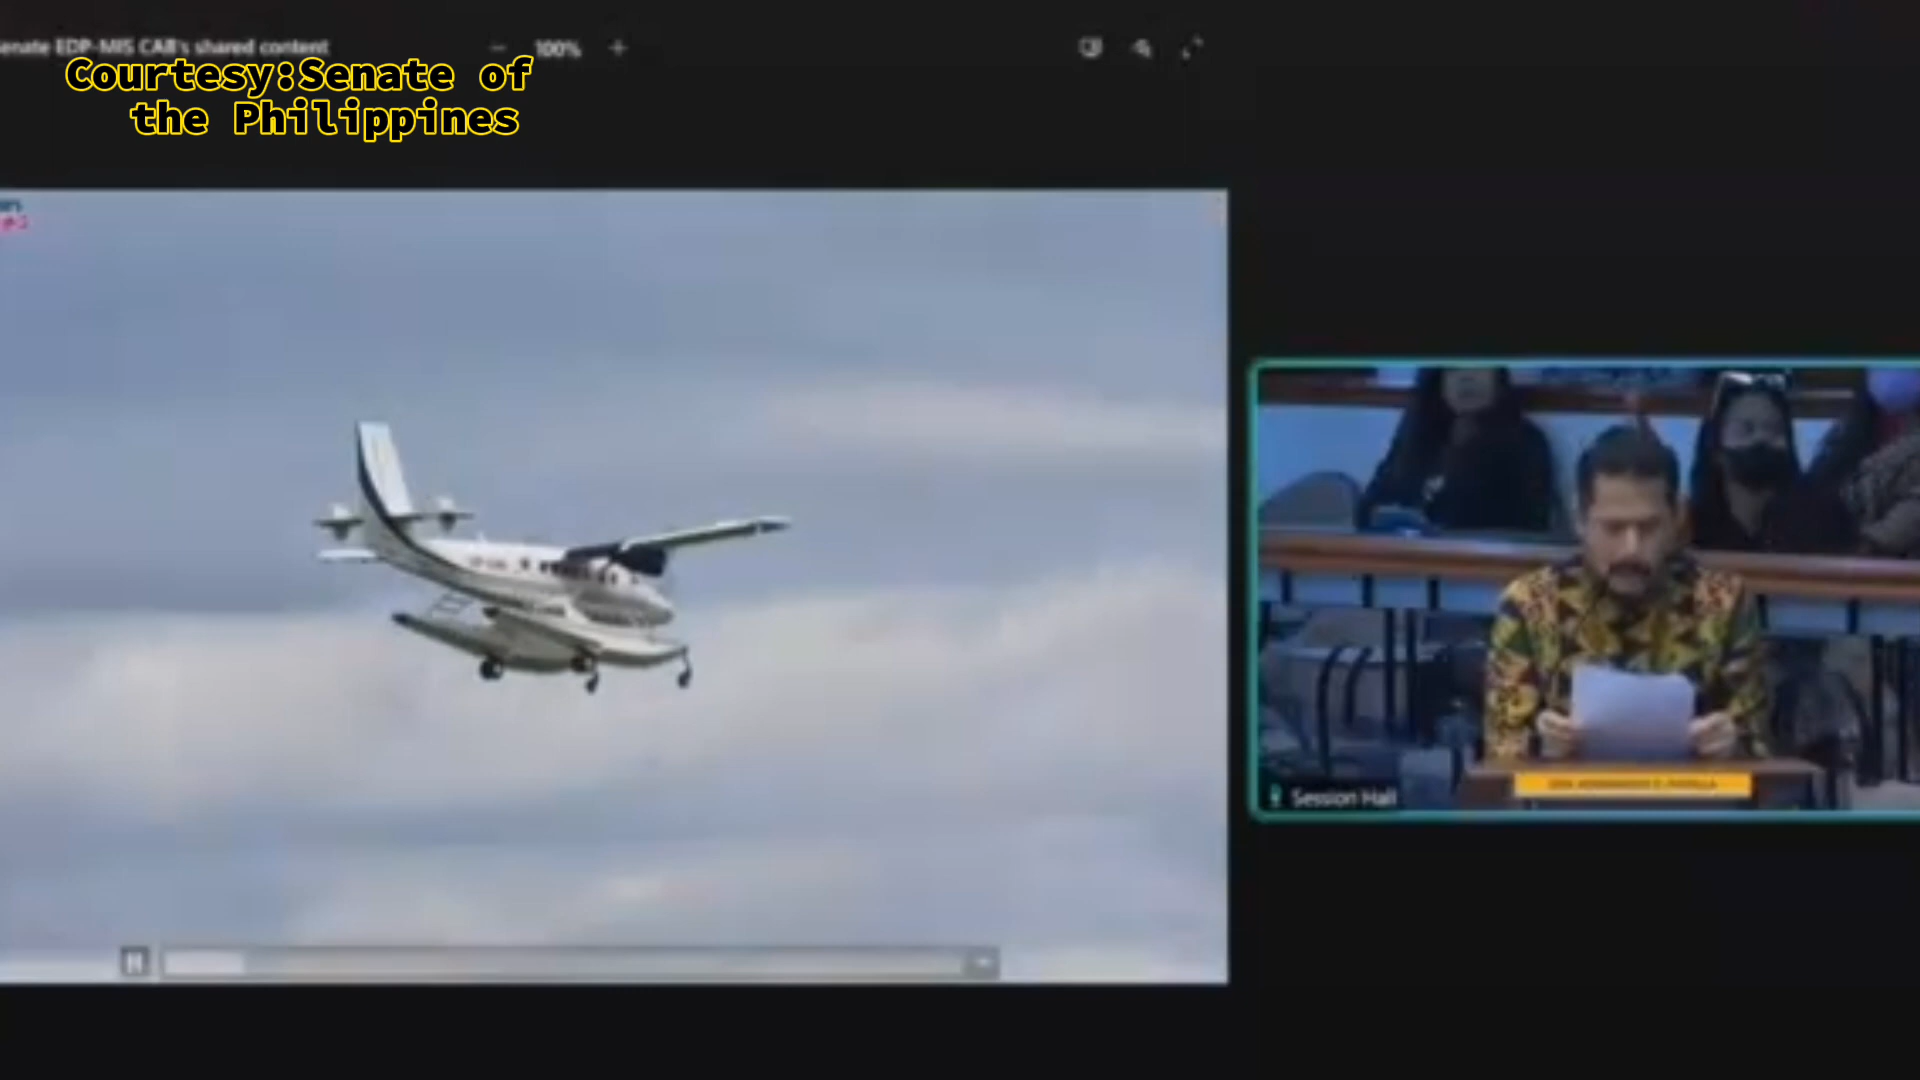 enate EDP-MIS CAB's shared content
100%
Courtesy:Senate of
the Philippines
Session Hall